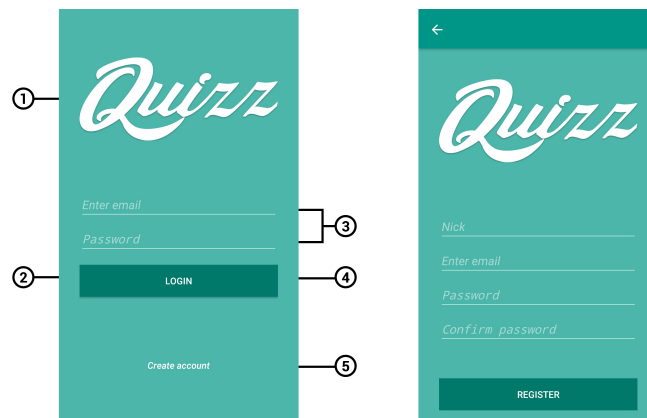 Quizz
1
Enter email
3
Password
2
LOGIN
4
Create account
5
Quizz
Nick
Enter email
Password
Confirm password
REGISTER